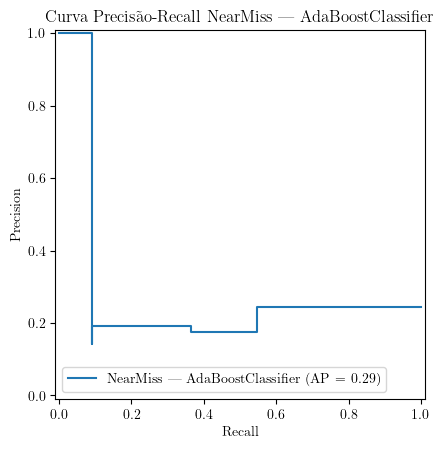 Curva Precisão-Recall NearMiss — AdaBoostClassifier
1.0
0.8
0.6
0.4
0.2
0.0
Precision
NearMiss — AdaBoostClassifier (AP = 0.29)
0.0 0.2 0.4 0.6 0.8 1.0
Recall